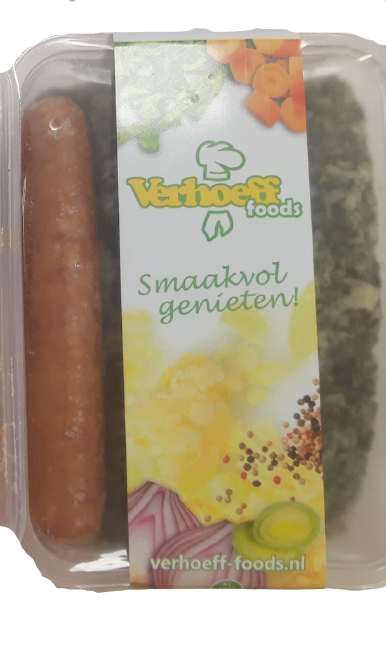 Verhoeff
foods
Smaakvol
genieten!
verhoeff-foods.nl